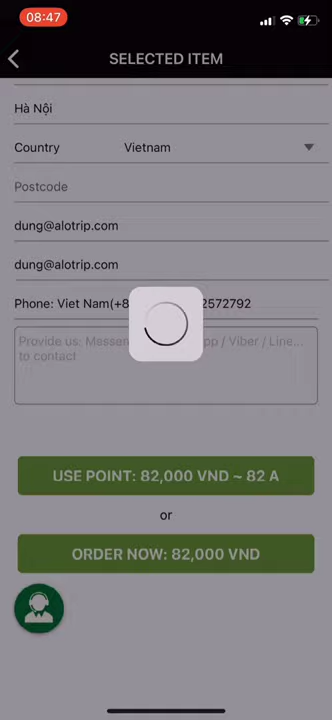 08:47
SELECTED ITEM
Hà Nội
Country Vietnam
Postcode
dung@alotrip.com
dung@alotrip.com
Phone: Viet Nam(+8 2572792
Provide us: Messen pp / Viber / Line...
to contact
USE POINT: 82,000 VND ~ 82 A
or
ORDER NOW: 82,000 VND